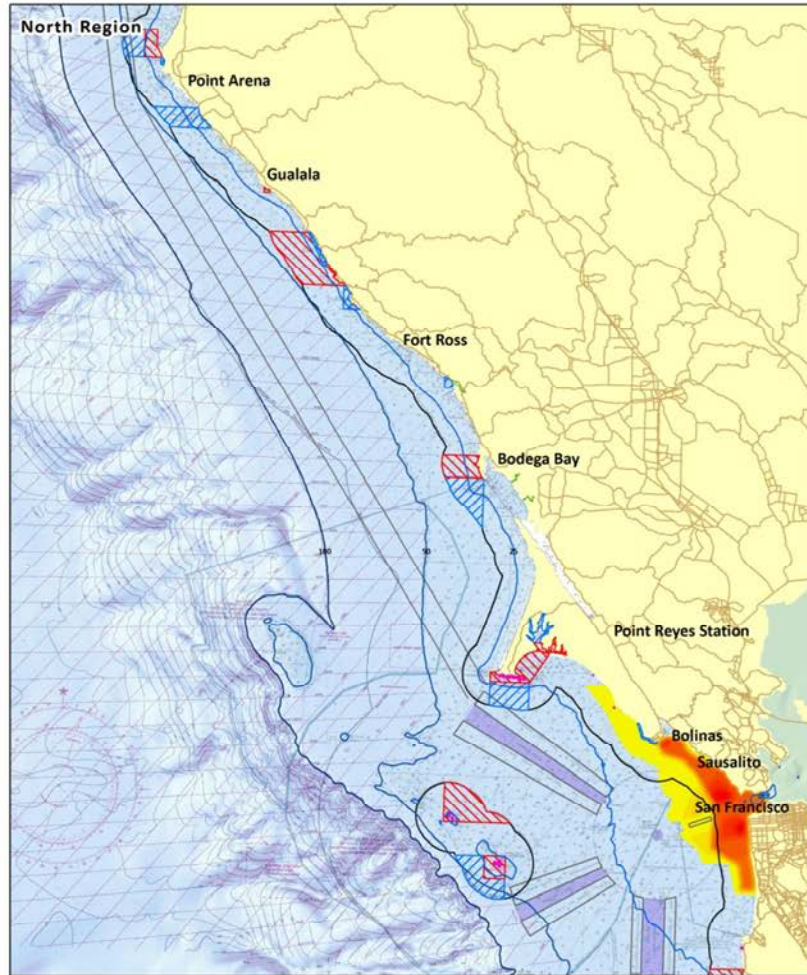 North Region
Point Arena
Gualala
Fort Ross
Bodega Bay
100
50
25
Point Reyes Station
Bolinas
Sausalito
San Francisco